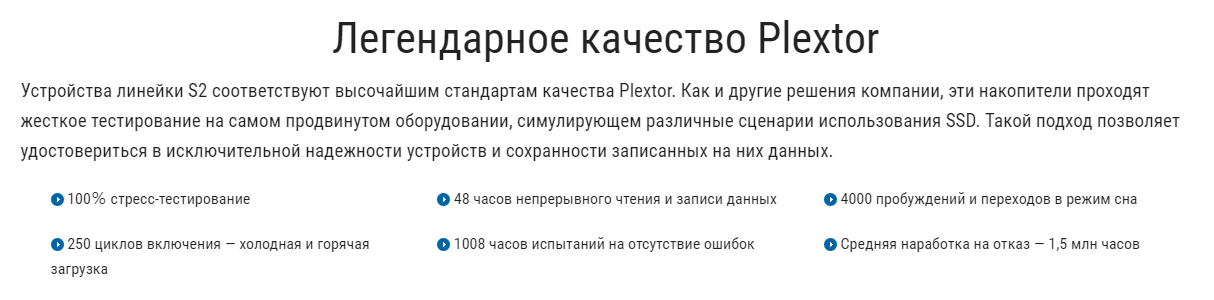 Легендарное качество Plextor
Устройства линейки S2 соответствуют высочайшим стандартам качества Plextor. Как и другие решения компании, эти накопители проходят
жесткое тестирование на самом продвинутом оборудовании, симулирующем различные сценарии использования SSD. Такой подход позволяет
удостовериться в исключительной надежности устройств и сохранности записанных на них данных.
100% стресс-тестирование
48 часов непрерывного чтения и записи данных
4000 пробуждений и переходов в режим сна
250 циклов включения — холодная и горячая
загрузка
1008 часов испытаний на отсутствие ошибок
Средняя наработка на отказ — 1,5 млн часов